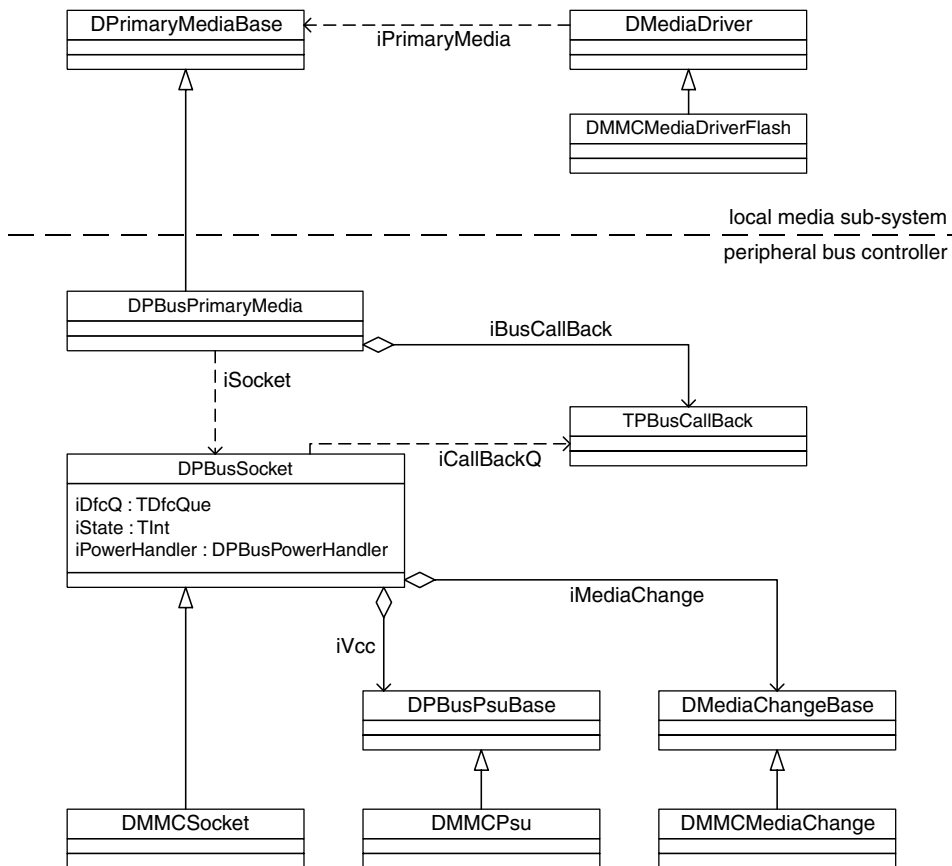 DPrimaryMediaBase
DMediaDriver
iPrimaryMedia
DMMCMediaDriverFlash
local media sub-system
peripheral bus controller
DPBusPrimaryMedia
iBusCallBack
iSocket
TPBusCallBack
iCallBackQ
DPBusSocket
iDfcQ : TDfcQue
iState : TInt
iPowerHandler : DPBusPowerHandler
iMediaChange
iVcc
DPBusPsuBase
DMediaChangeBase
DMMCSocket
DMMCPsu
DMMCMediaChange